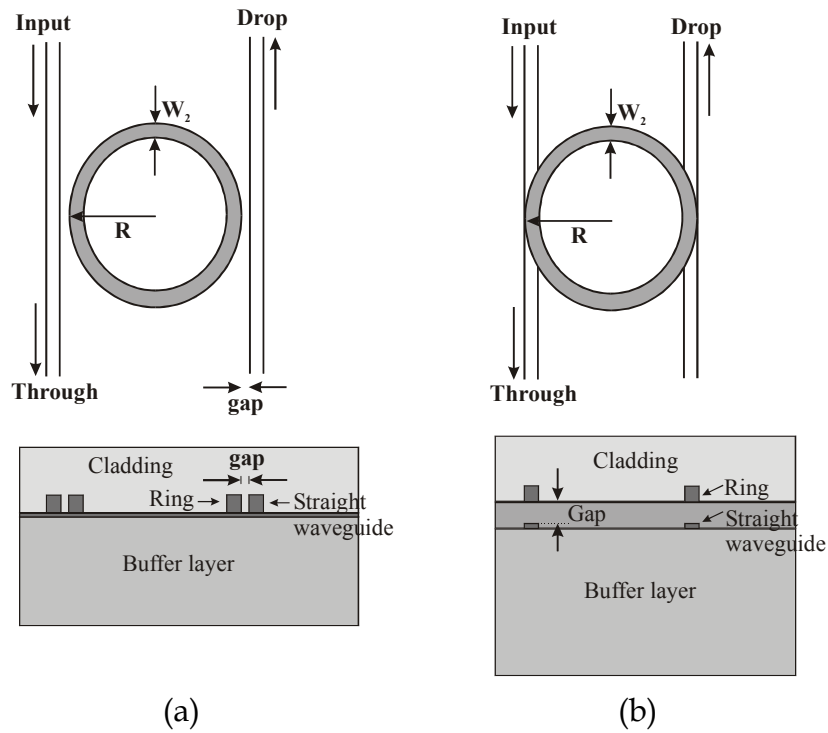 Input
Drop
W2
R
Through
gap
Cladding
gap
Ring
Straight
waveguide
Buffer layer
(a)
Input
Drop
W2
R
Through
Cladding
Ring
Gap
Straight
waveguide
Buffer layer
(b)